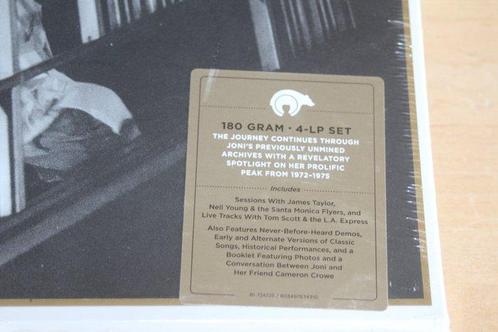 180 GRAM • 4-LP SET
THE JOURNEY CONTINUES THROUGH
JONI'S PREVIOUSLY UNMINED
ARCHIVES WITH A REVELATORY
SPOTLIGHT ON HER PROLIFIC
PEAK FROM 1972–1975
Includes
Sessions With James Taylor,
Neil Young & the Santa Monica Flyers, and
Live Tracks With Tom Scott & the L.A. Express
Also Features Never-Before-Heard Demos,
Early and Alternate Versions of Classic
Songs, Historical Performances, and a
Booklet Featuring Photos and a
Conversation Between Joni and
Her Friend Cameron Crowe